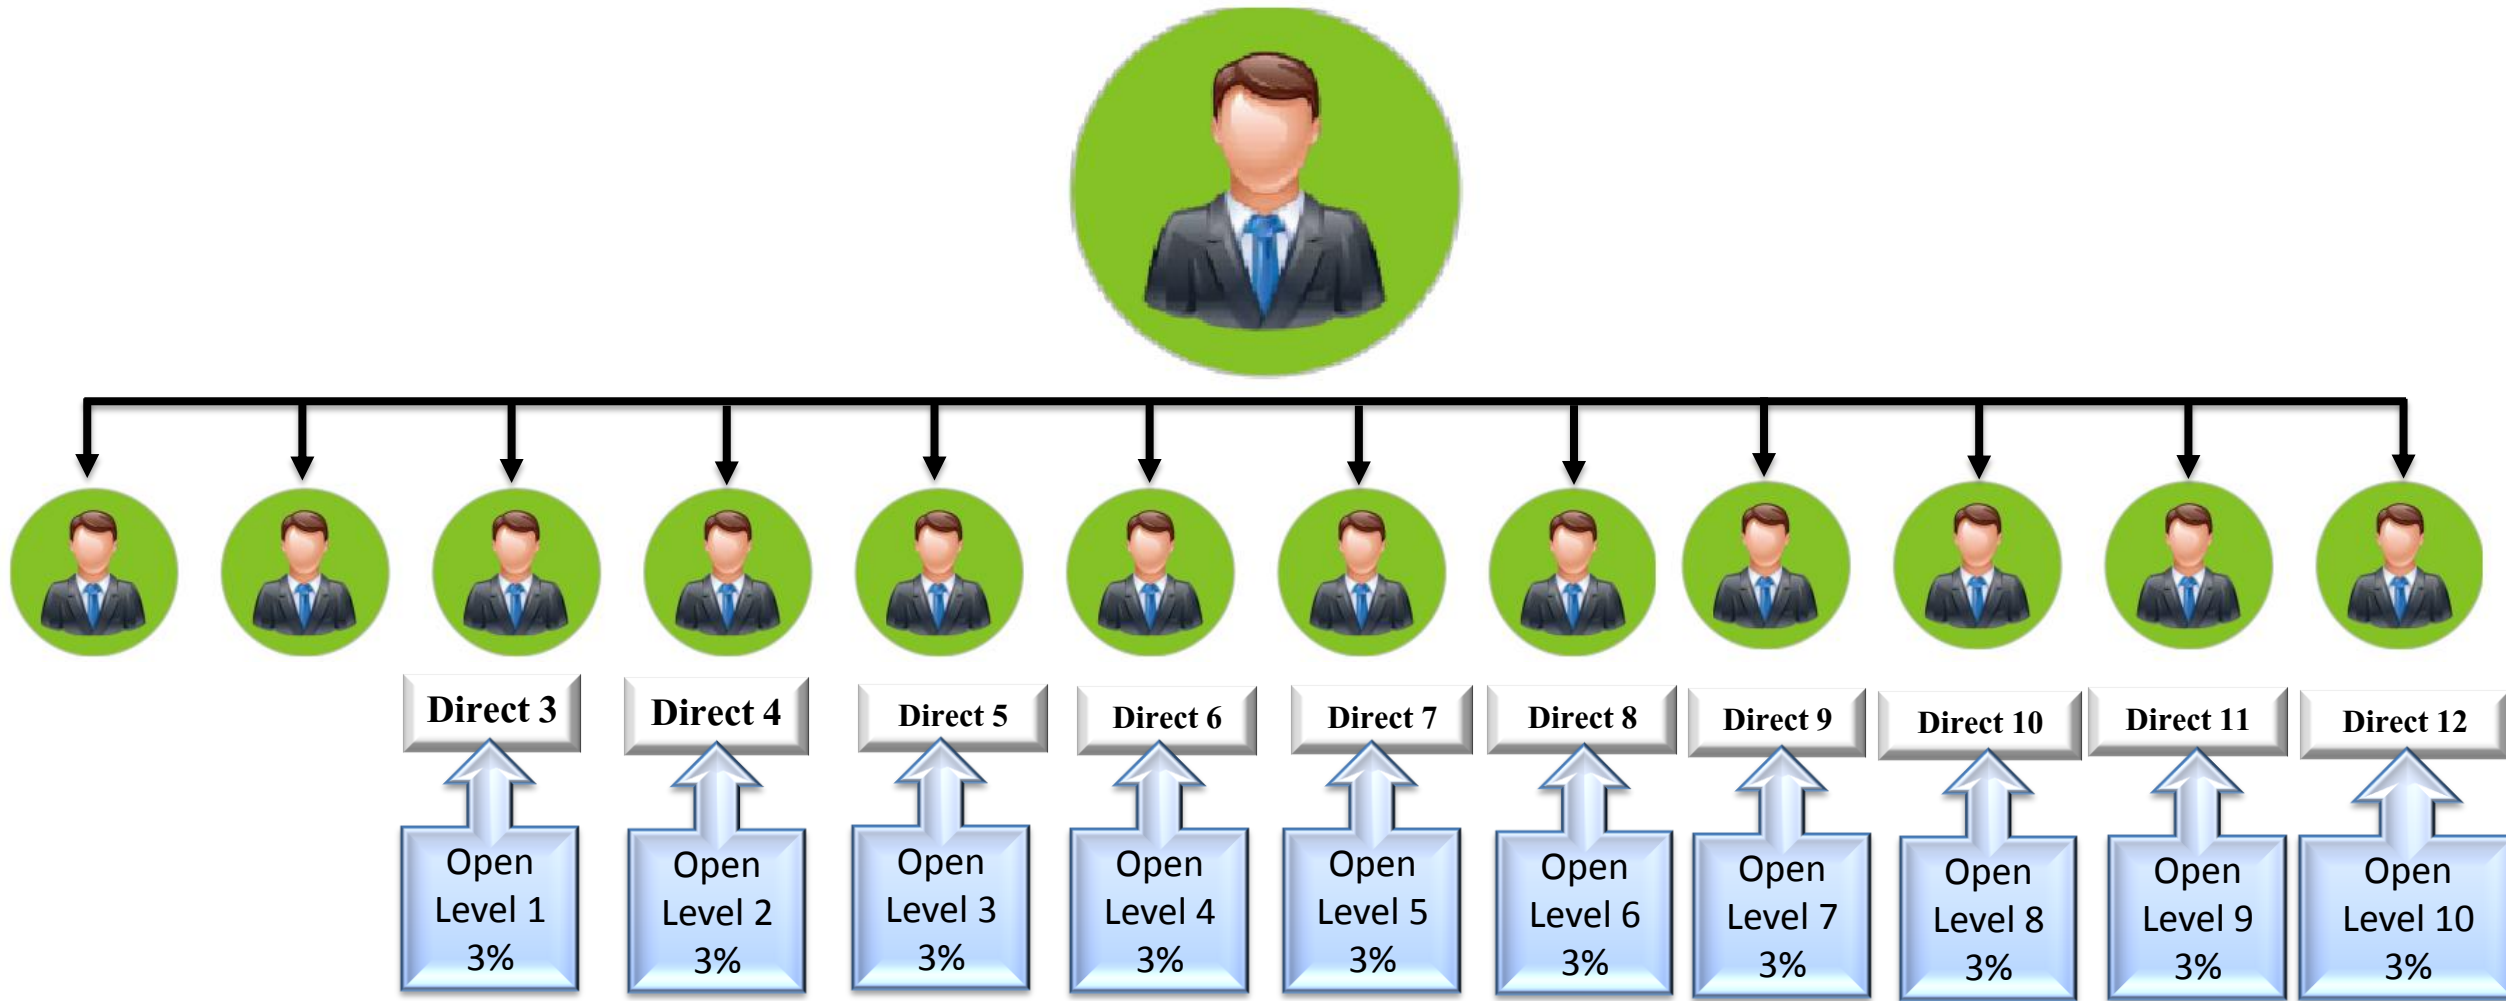 Direct 3
Direct 4
Direct 5
Direct 6
Direct 7
Direct 8
Direct 9
Direct 10
Direct 11
Direct 12
Open
Level 1
3%
Open
Level 2
3%
Open
Level 3
3%
Open
Level 4
3%
Open
Level 5
3%
Open
Level 6
3%
Open
Level 7
3%
Open
Level 8
3%
Open
Level 9
3%
Open
Level 10
3%